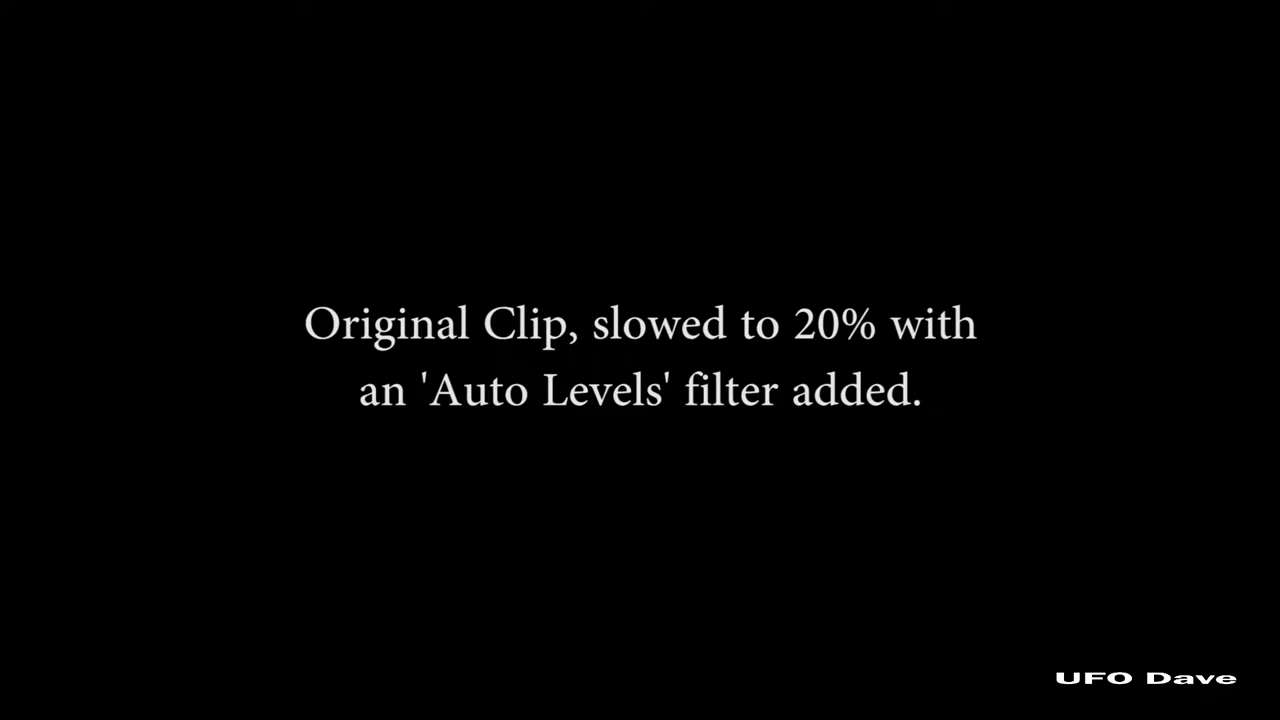 Original Clip, slowed to 20% with
an 'Auto Levels' filter added.
UFO Dave